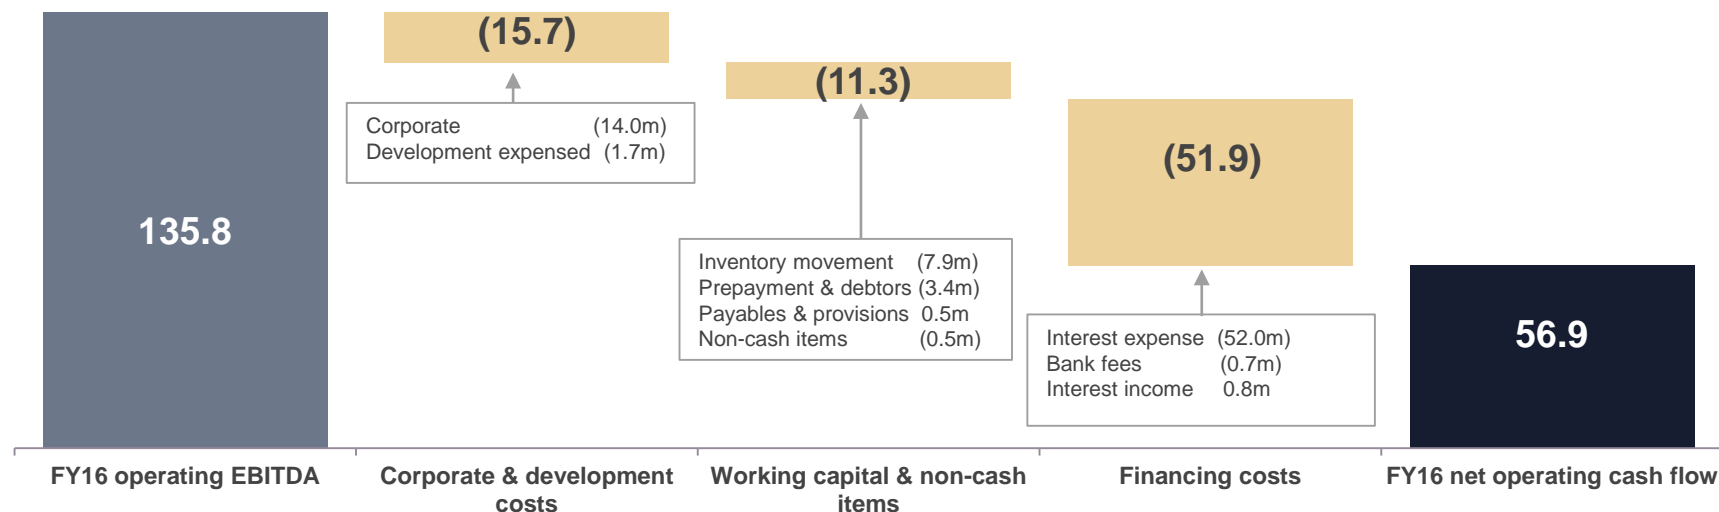 135.8
(15.7)
Corporate (14.0m)
Development expensed (1.7m)
(11.3)
Inventory movement (7.9m)
Prepayment & debtors (3.4m)
Payables & provisions 0.5m
Non-cash items (0.5m)
(51.9)
Interest expense (52.0m)
Bank fees (0.7m)
Interest income 0.8m
56.9
FY16 operating EBITDA
Corporate & development
costs
Working capital & non-cash
items
Financing costs
FY16 net operating cash flow